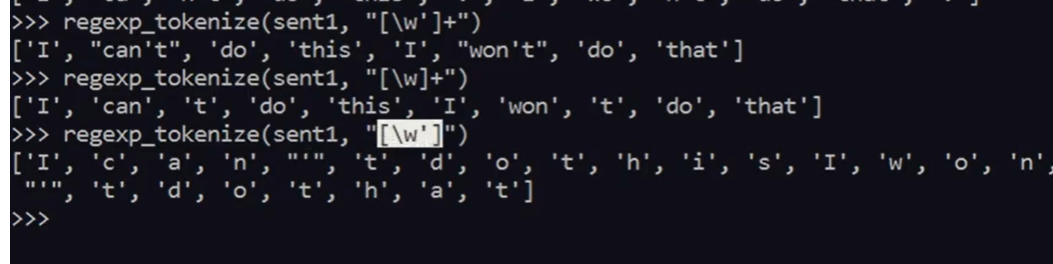 >>> regexp_tokenize(sent1, "[\w']+")
['I', "can't", 'do', 'this', 'I', "won't", 'do', 'that']
>>> regexp_tokenize(sent1, "[\w]+")
['I', 'can', 't', 'do', 'this', 'I', 'won', 't', 'do', 'that']
>>> regexp_tokenize(sent1, "[\w']")
['I', 'c', 'a', 'n', "'", 't', 'd', 'o', 't', 'h', 'i', 's', 'I', 'w', 'o', 'n',
"'", 't', 'd', 'o', 't', 'h', 'a', 't']
>>>